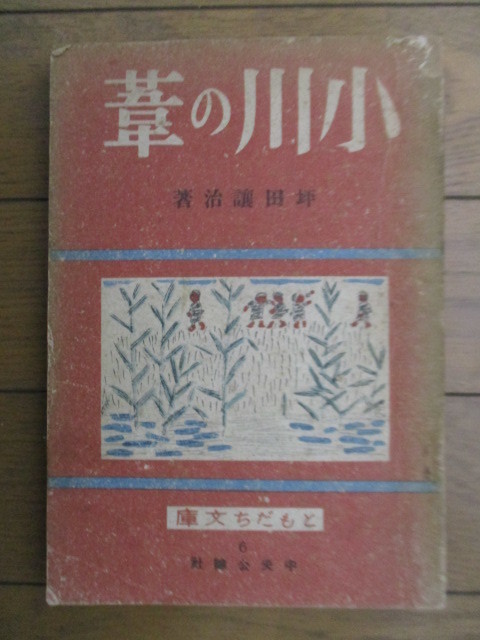 小川の葦
坪田譲治著
ともだち文庫
6
中央公論社